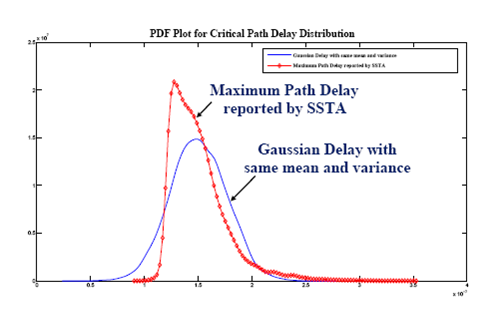 PDF Plot for Critical Path Delay Distribution
Gaussian Delay with same mean and variance
Maximum Path Delay reported by SSTA
Maximum Path Delay
reported by SSTA
Gaussian Delay with
same mean and variance
2.5
2
1.5
1
0.5
0
0
0.5
1
1.5
2
2.5
3
3.5
4